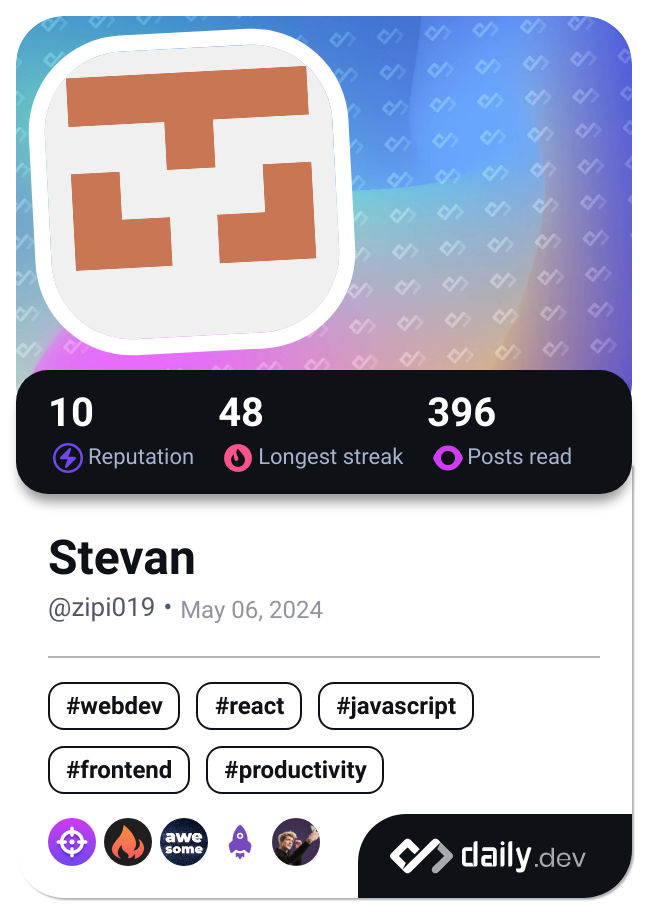 10 48 396
Reputation Longest streak Posts read
Stevan
@zipi019 • May 06, 2024
#webdev #react #javascript
#frontend #productivity
awe
some
daily.dev